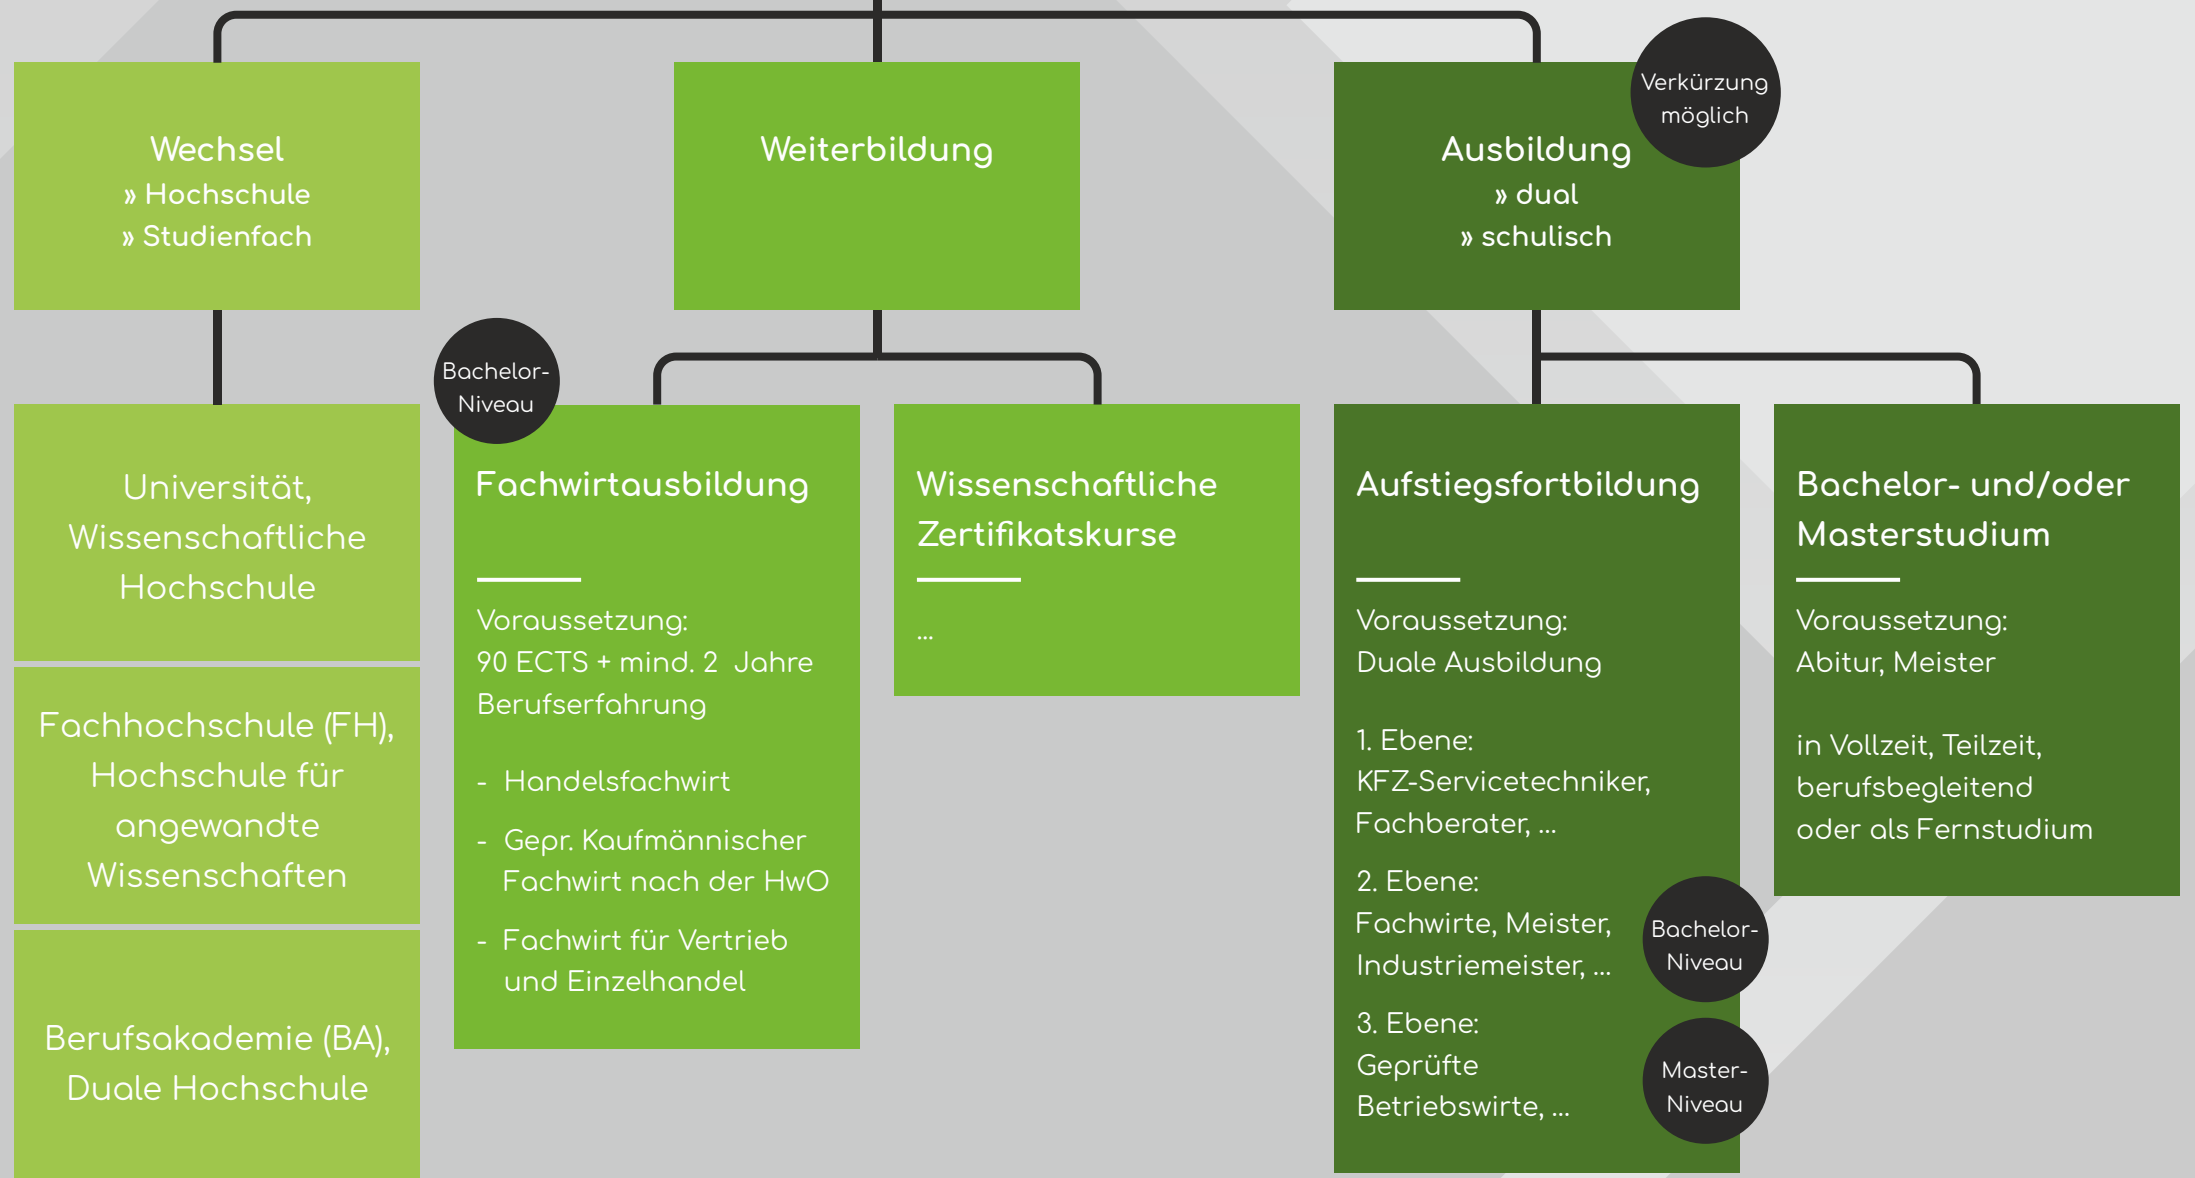 Wechsel
» Hochschule
» Studienfach
Weiterbildung
Ausbildung
» dual
» schulisch
Verkürzung
möglich
Universität,
Wissenschaftliche
Hochschule
Fachhochschule (FH),
Hochschule für
angewandte
Wissenschaften
Berufsakademie (BA),
Duale Hochschule
Bachelor-
Niveau
Fachwirtausbildung
Voraussetzung:
90 ECTS + mind. 2 Jahre
Berufserfahrung
- Handelsfachwirt
- Gepr. Kaufmännischer
Fachwirt nach der HwO
- Fachwirt für Vertrieb
und Einzelhandel
Wissenschaftliche
Zertifikatskurse
...
Aufstiegsfortbildung
Voraussetzung:
Duale Ausbildung
1. Ebene:
KFZ-Servicetechniker,
Fachberater, ...
2. Ebene:
Fachwirte, Meister,
Industriemeister, ...
Bachelor-
Niveau
3. Ebene:
Geprüfte
Betriebswirte, ...
Master-
Niveau
Bachelor- und/oder
Masterstudium
Voraussetzung:
Abitur, Meister
in Vollzeit, Teilzeit,
berufsbegleitend
oder als Fernstudium